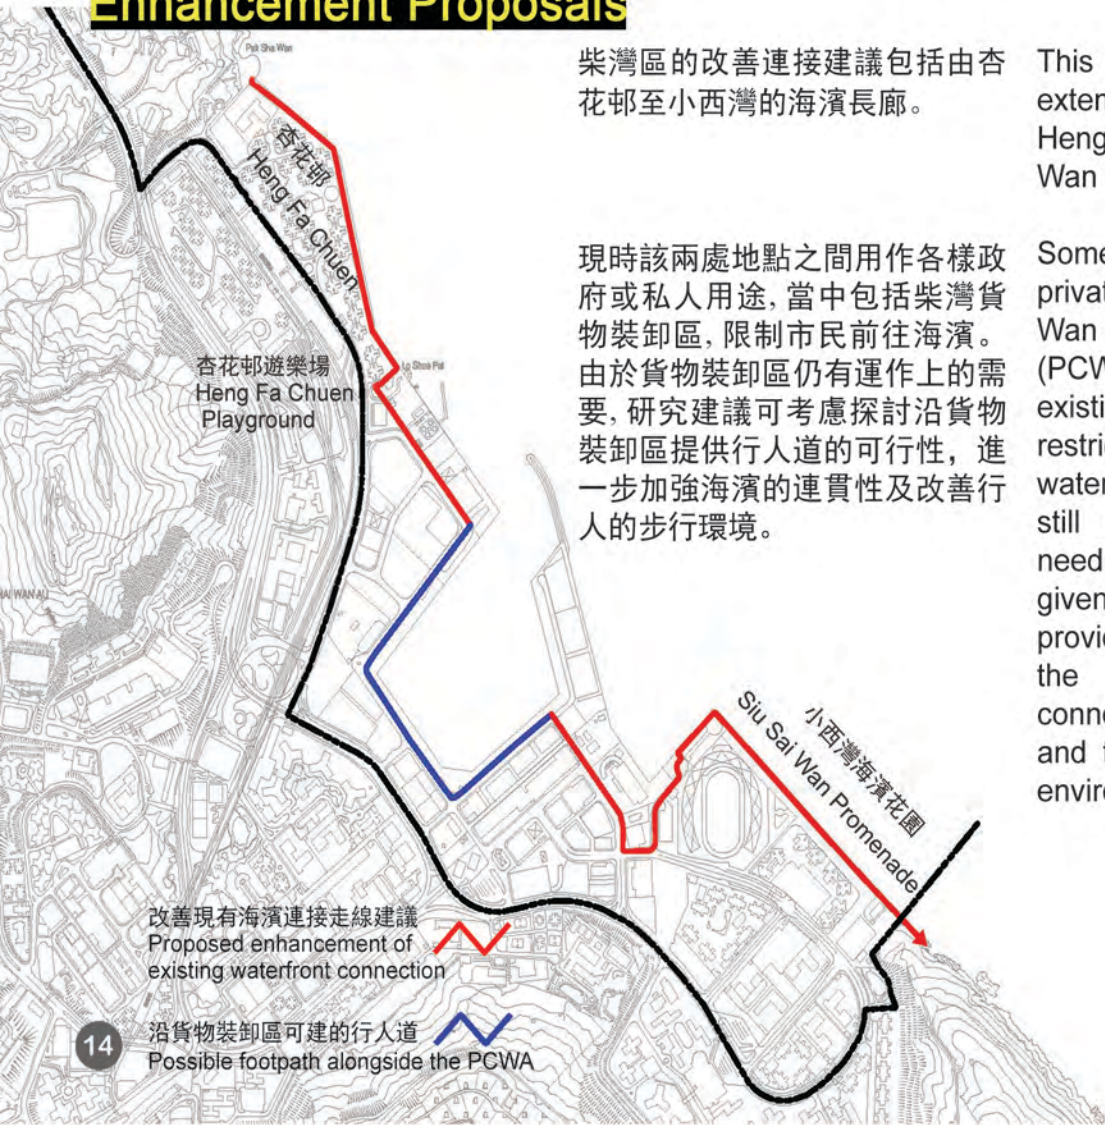 Enhancement Proposals
Pak Sha Wan
杏花邨
Heng Fa Chuen
杏花邨遊樂場
Heng Fa Chuen
Playground
小西灣海濱花園
Siu Sai Wan Promenade
改善現有海濱連接走線建議
Proposed enhancement of
existing waterfront connection
沿貨物裝卸區可建的行人道
Possible footpath alongside the PCWA
14
柴灣區的改善連接建議包括由杏
花邨至小西灣的海濱長廊。
現時該兩處地點之間用作各樣政
府或私人用途,當中包括柴灣貨
物裝卸區,限制市民前往海濱。
由於貨物裝卸區仍有運作上的需
要,研究建議可考慮探討沿貨物
裝卸區提供行人道的可行性，進
一步加強海濱的連貫性及改善行
人的步行環境。
This
exten
Heng
Wan
Some
privat
Wan
(PCW
existi
restri
water
still
need
given
provid
the
conne
and
enviro